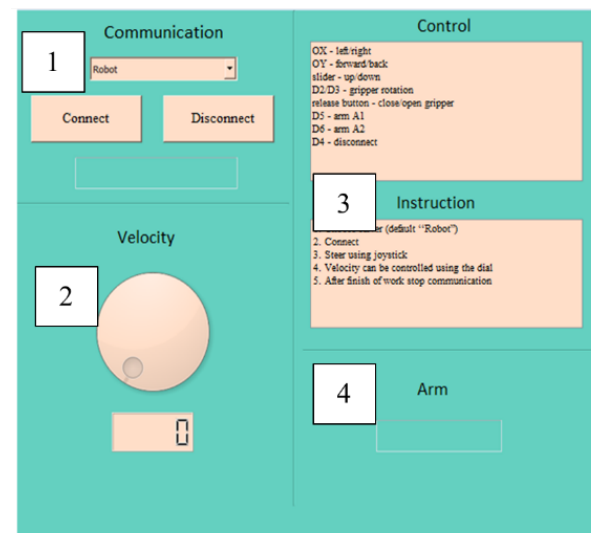 Communication
1
Robot
Connect
Disconnect
Velocity
2
0
Control
OX - left/right
OY - forward/back
slider - up/down
D2/D3 - gripper rotation
release button - close/open gripper
D5 - arm A1
D6 - arm A2
D4 - disconnect
3
Instruction
(default "Robot")
2. Connect
3. Steer using joystick
4. Velocity can be controlled using the dial
5. After finish of work stop communication
4
Arm